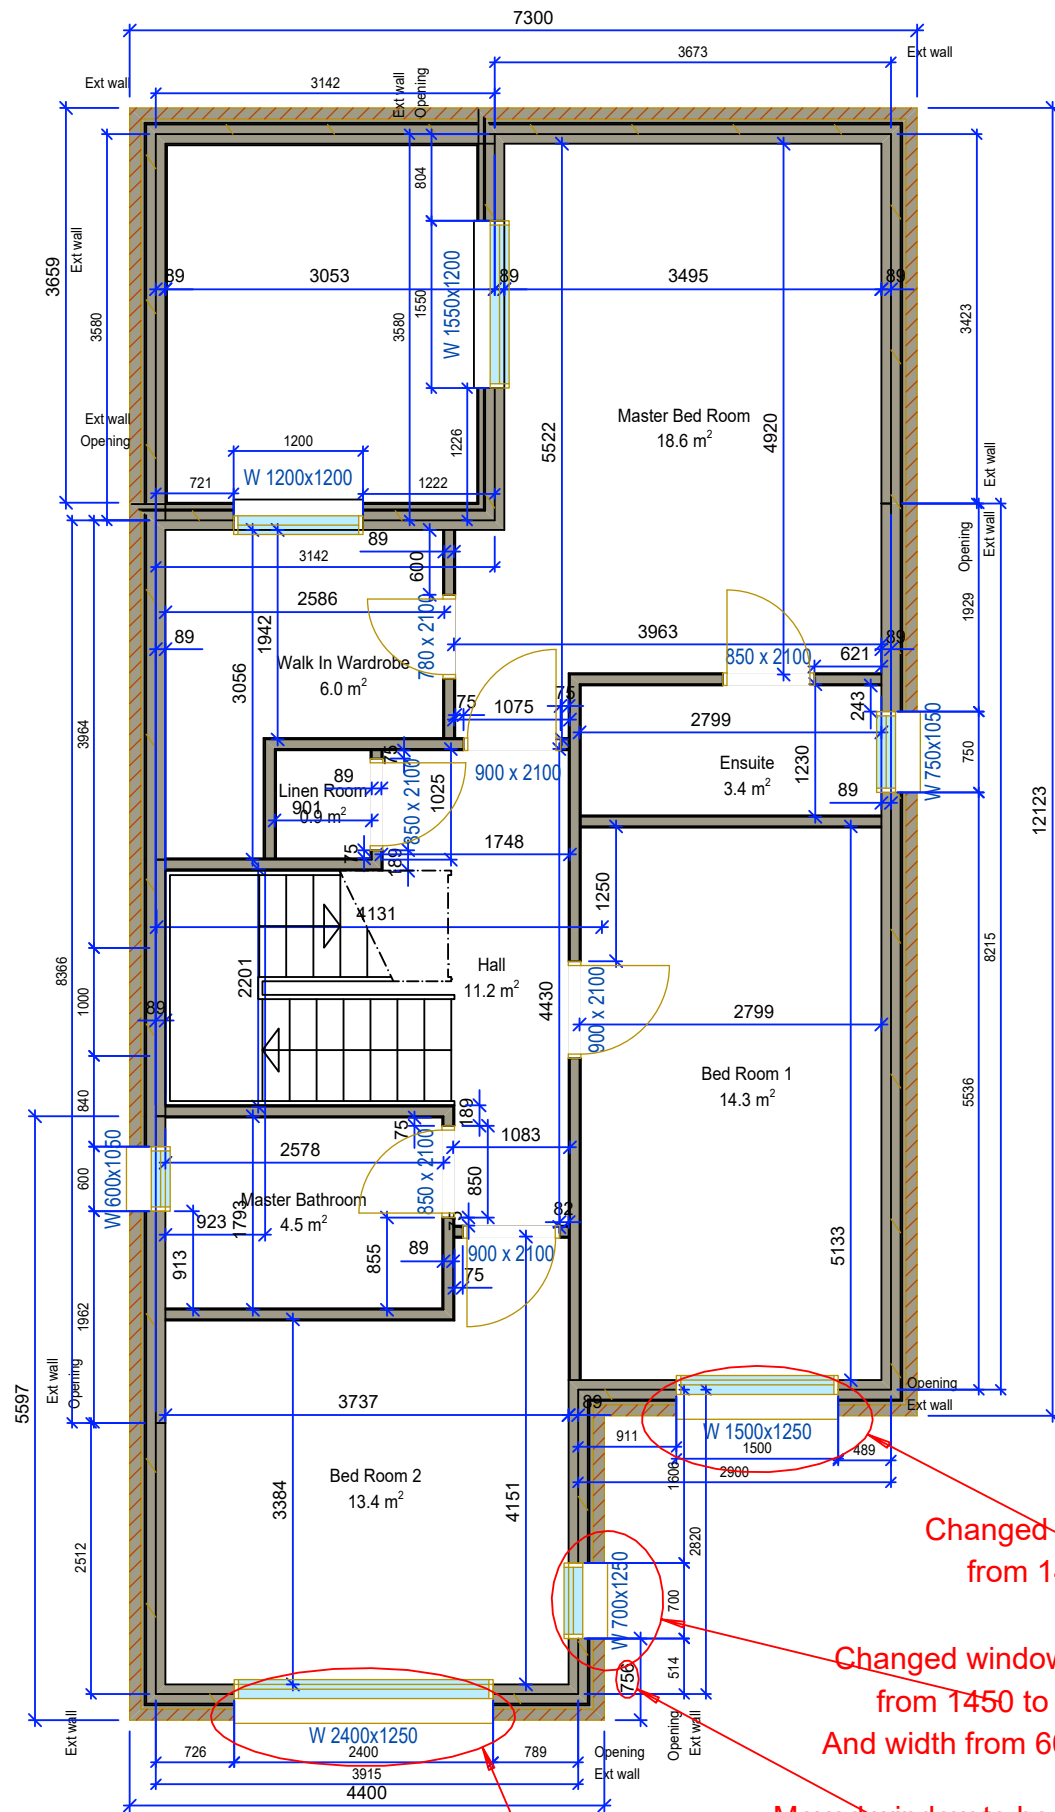 7300
3673
Ext wall
Ext wall
3142
Ext wall
Opening
804
3659
Ext wall
3580
89
3053
89
3495
89
1550
W 1550x1200
3580
3423
Master Bed Room
18.6 m²
5522
4920
Ext wall
Opening
1200
W 1200x1200
721
1222
1226
Ext wall
Opening
Ext wall
1929
89
3142
600
2586
780 x 2100
3963
89
850 x 2100
621
89
1942
3056
Walk In Wardrobe
6.0 m²
75
1075
75
2799
243
W 750x1050
750
3964
900 x 2100
Ensuite
3.4 m²
1230
89
12123
75
89
Linen Room
0.9 m²
901
850 x 2100
1025
75
189
1748
1250
4131
2201
Hall
11.2 m²
4430
900 x 2100
8366
1000
89
8215
2799
Bed Room 1
14.3 m²
5536
840
189
75
1083
2578
850 x 2100
850
W 600x1050
600
Master Bathroom
4.5 m²
923
1793
913
855
75
82
89
900 x 2100
75
5133
1962
Ext wall
Opening
5597
3737
89
Opening
Ext wall
911
W 1500x1250
1500
489
1606
2900
Bed Room 2
13.4 m²
3384
4151
2512
2820
Changed
W 700x1250
700
Changed window
756
514
from 1450 to
Ext wall
W 2400x1250
Opening
Ext wall
And width from
726
2400
789
Opening
3915
Ext wall
4400